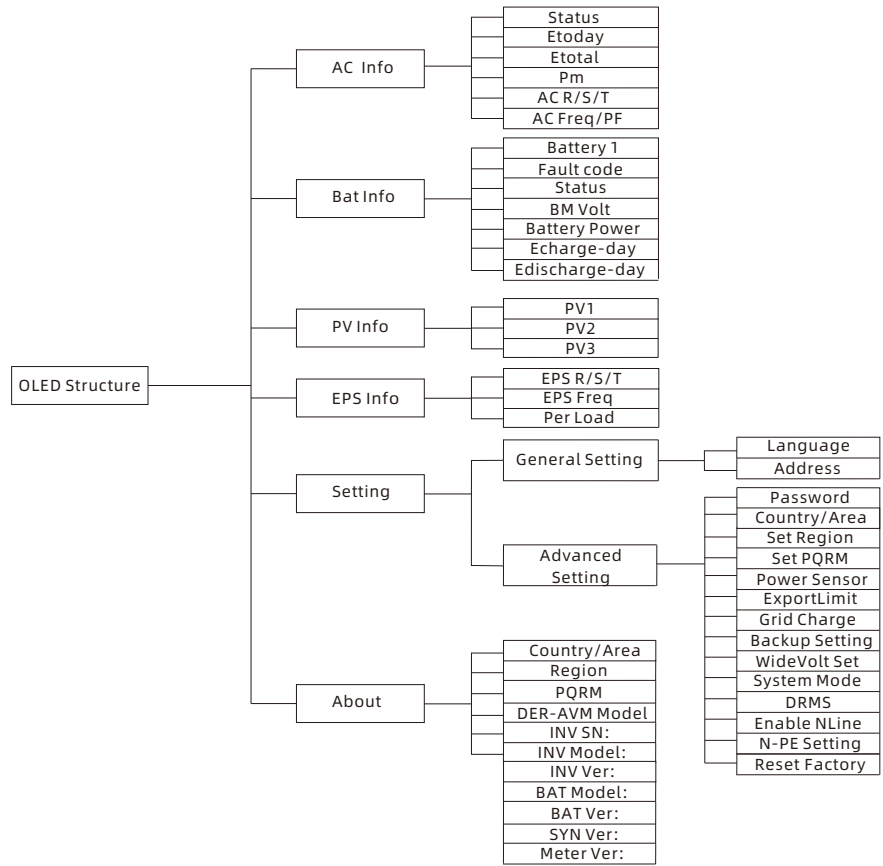 OLED Structure
AC Info
Status
Etoday
Etotal
Pm
AC R/S/T
AC Freq/PF
Bat Info
Battery 1
Fault code
Status
BM Volt
Battery Power
Echarge-day
Edischarge-day
PV Info
PV1
PV2
PV3
EPS Info
EPS R/S/T
EPS Freq
Per Load
Setting
General Setting
Language
Address
Advanced
Setting
Password
Country/Area
Set Region
Set PQRM
Power Sensor
ExportLimit
Grid Charge
Backup Setting
WideVolt Set
System Mode
DRMS
Enable NLine
N-PE Setting
Reset Factory
About
Country/Area
Region
PQRM
DER-AVM Model
INV SN:
INV Model:
INV Ver:
BAT Model:
BAT Ver:
SYN Ver:
Meter Ver: